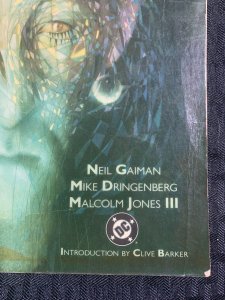 Neil Gaiman
Mike Dringenberg
Malcolm Jones III
DC
Introduction by Clive Barker